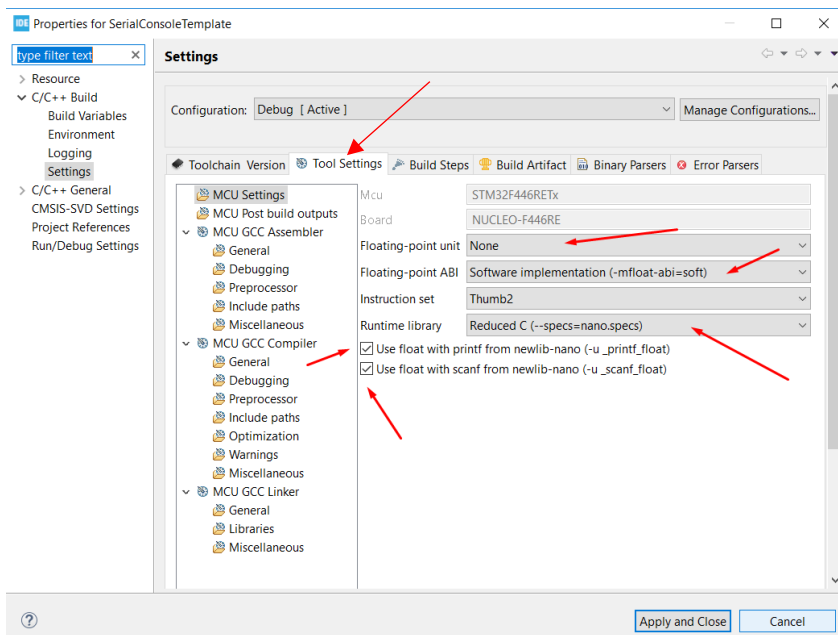 IDE Properties for SerialConsoleTemplate
type filter text
Resource
C/C++ Build
Build Variables
Environment
Logging
Settings
C/C++ General
CMSIS-SVD Settings
Project References
Run/Debug Settings
Settings
Configuration: Debug [ Active ] Manage Configurations...
Toolchain Version Tool Settings Build Steps Build Artifact Binary Parsers Error Parsers
MCU Settings
MCU Post build outputs
MCU GCC Assembler
General
Debugging
Preprocessor
Include paths
Miscellaneous
MCU GCC Compiler
General
Debugging
Preprocessor
Include paths
Optimization
Warnings
Miscellaneous
MCU GCC Linker
General
Libraries
Miscellaneous
Mcu STM32F446RETx
Board NUCLEO-F446RE
Floating-point unit None
Floating-point ABI Software implementation (-mfloat-abi=soft)
Instruction set Thumb2
Runtime library Reduced C (--specs=nano.specs)
Use float with printf from newlib-nano (-u _printf_float)
Use float with scanf from newlib-nano (-u _scanf_float)
Apply and Close Cancel